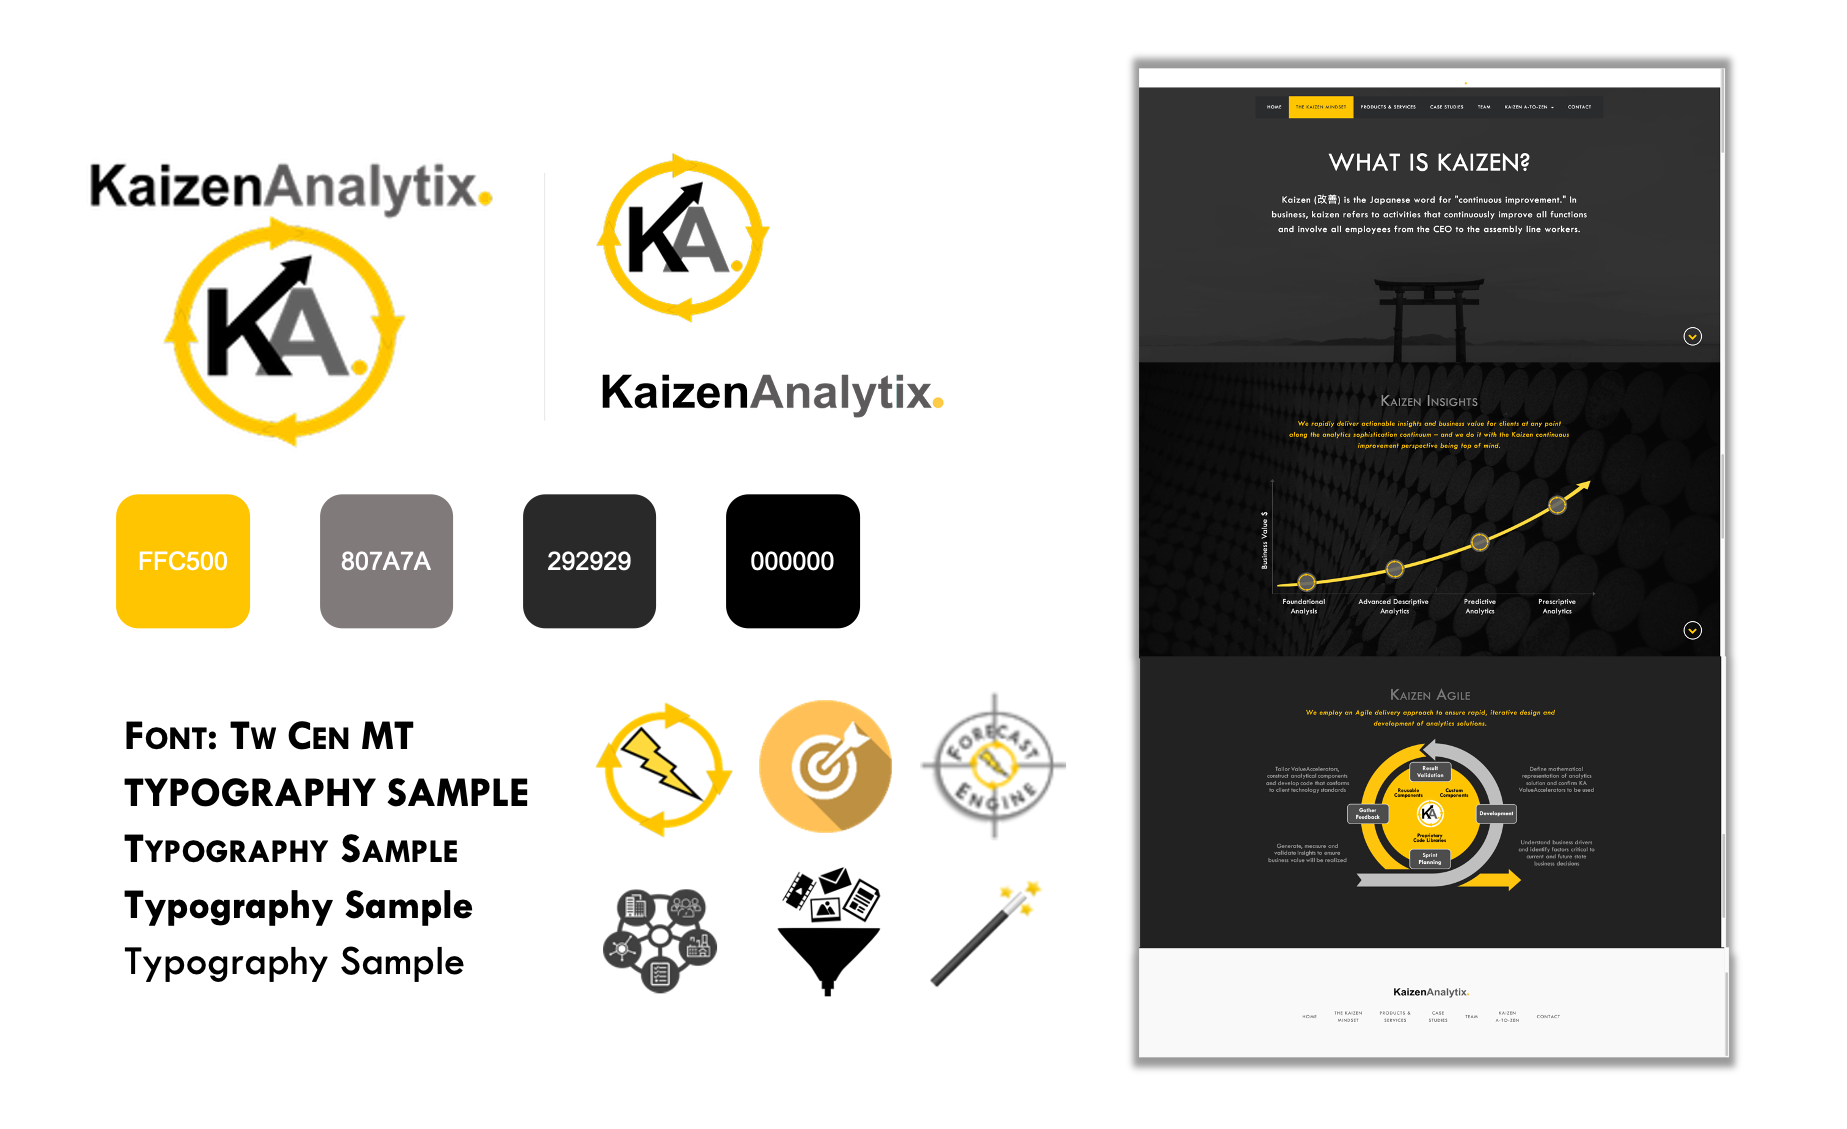 KaizenAnalytix.
KA.
KA.
KaizenAnalytix.
FFC500
807A7A
292929
000000
FONT: TW CEN MT
TYPOGRAPHY SAMPLE
TYPOGRAPHY SAMPLE
Typography Sample
Typography Sample
FORECAST
ENGINE
HOME
THE KAIZEN MINDSET
PRODUCTS & SERVICES
CASE STUDIES
TEAM
KAIZEN A-TO-ZEN
CONTACT
WHAT IS KAIZEN?
Kaizen (改善) is the Japanese word for "continuous improvement." In
business, kaizen refers to activities that continuously improve all functions
and involve all employees from the CEO to the assembly line workers.
KAIZEN INSIGHTS
We rapidly deliver actionable insights and business value for clients at any point
along the analytics sophistication continuum – and we do it with the Kaizen continuous
improvement perspective being top of mind.
Business Value $
Foundational
Analysis
Advanced Descriptive
Analytics
Predictive
Analytics
Prescriptive
Analytics
KAIZEN AGILE
We employ an Agile delivery approach to ensure rapid, iterative design and
development of analytics solutions.
Tailor ValueAccelerators,
construct analytical components
and develop code that conforms
to client technology standards
Result
Validation
Define mathematical
representation of analytics
solution and confirm KA
ValueAccelerators to be used
Reusable
Components
Custom
Components
Gather
Feedback
KA
Development
Proprietary
Code Libraries
Generate, measure and
validate insights to ensure
business value will be realized
Sprint
Planning
Understand business drivers
and identify factors critical to
current and future state
business decisions
KaizenAnalytix.
HOME
THE KAIZEN
MINDSET
PRODUCTS &
SERVICES
CASE
STUDIES
TEAM
KAIZEN
A-TO-ZEN
CONTACT